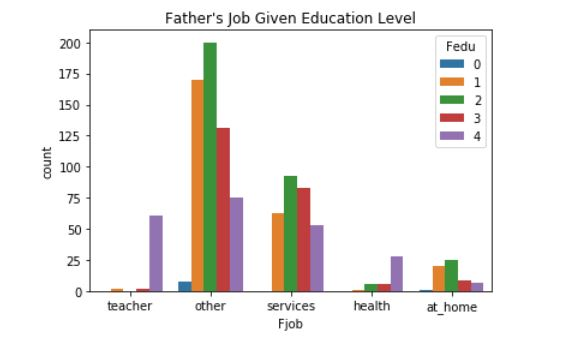 Father's Job Given Education Level
200
175
150
125
100
75
50
25
0
count
Fedu
0
1
2
3
4
teacher other services health at_home
Fjob